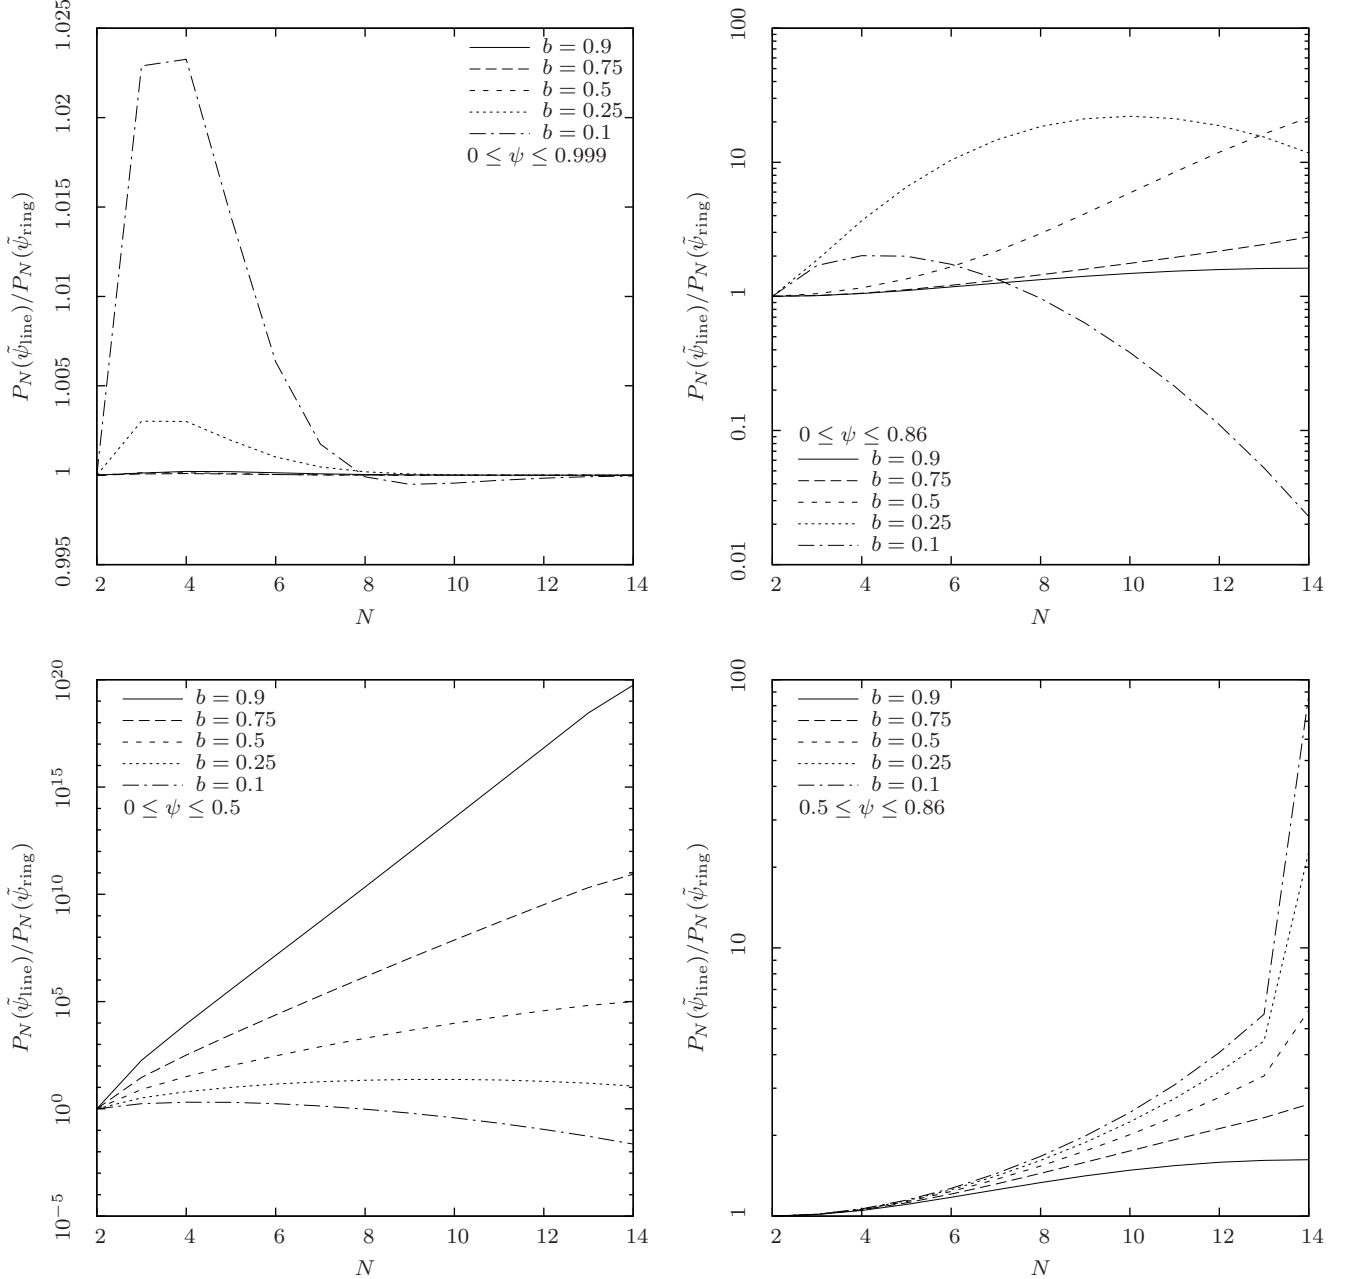 1.025
1.02
1.015
1.01
1.005
1
0.995
P_N(ψ̃_line)/P_N(ψ̃_ring)
b = 0.9
b = 0.75
b = 0.5
b = 0.25
b = 0.1
0 ≤ ψ ≤ 0.999
2 4 6 8 10 12 14
N
100
10
1
0.1
0.01
P_N(ψ̃_line)/P_N(ψ̃_ring)
0 ≤ ψ ≤ 0.86
b = 0.9
b = 0.75
b = 0.5
b = 0.25
b = 0.1
2 4 6 8 10 12 14
N
10^20
10^15
10^10
10^5
10^0
10^−5
P_N(ψ̃_line)/P_N(ψ̃_ring)
b = 0.9
b = 0.75
b = 0.5
b = 0.25
b = 0.1
0 ≤ ψ ≤ 0.5
2 4 6 8 10 12 14
N
100
10
1
P_N(ψ̃_line)/P_N(ψ̃_ring)
b = 0.9
b = 0.75
b = 0.5
b = 0.25
b = 0.1
0.5 ≤ ψ ≤ 0.86
2 4 6 8 10 12 14
N